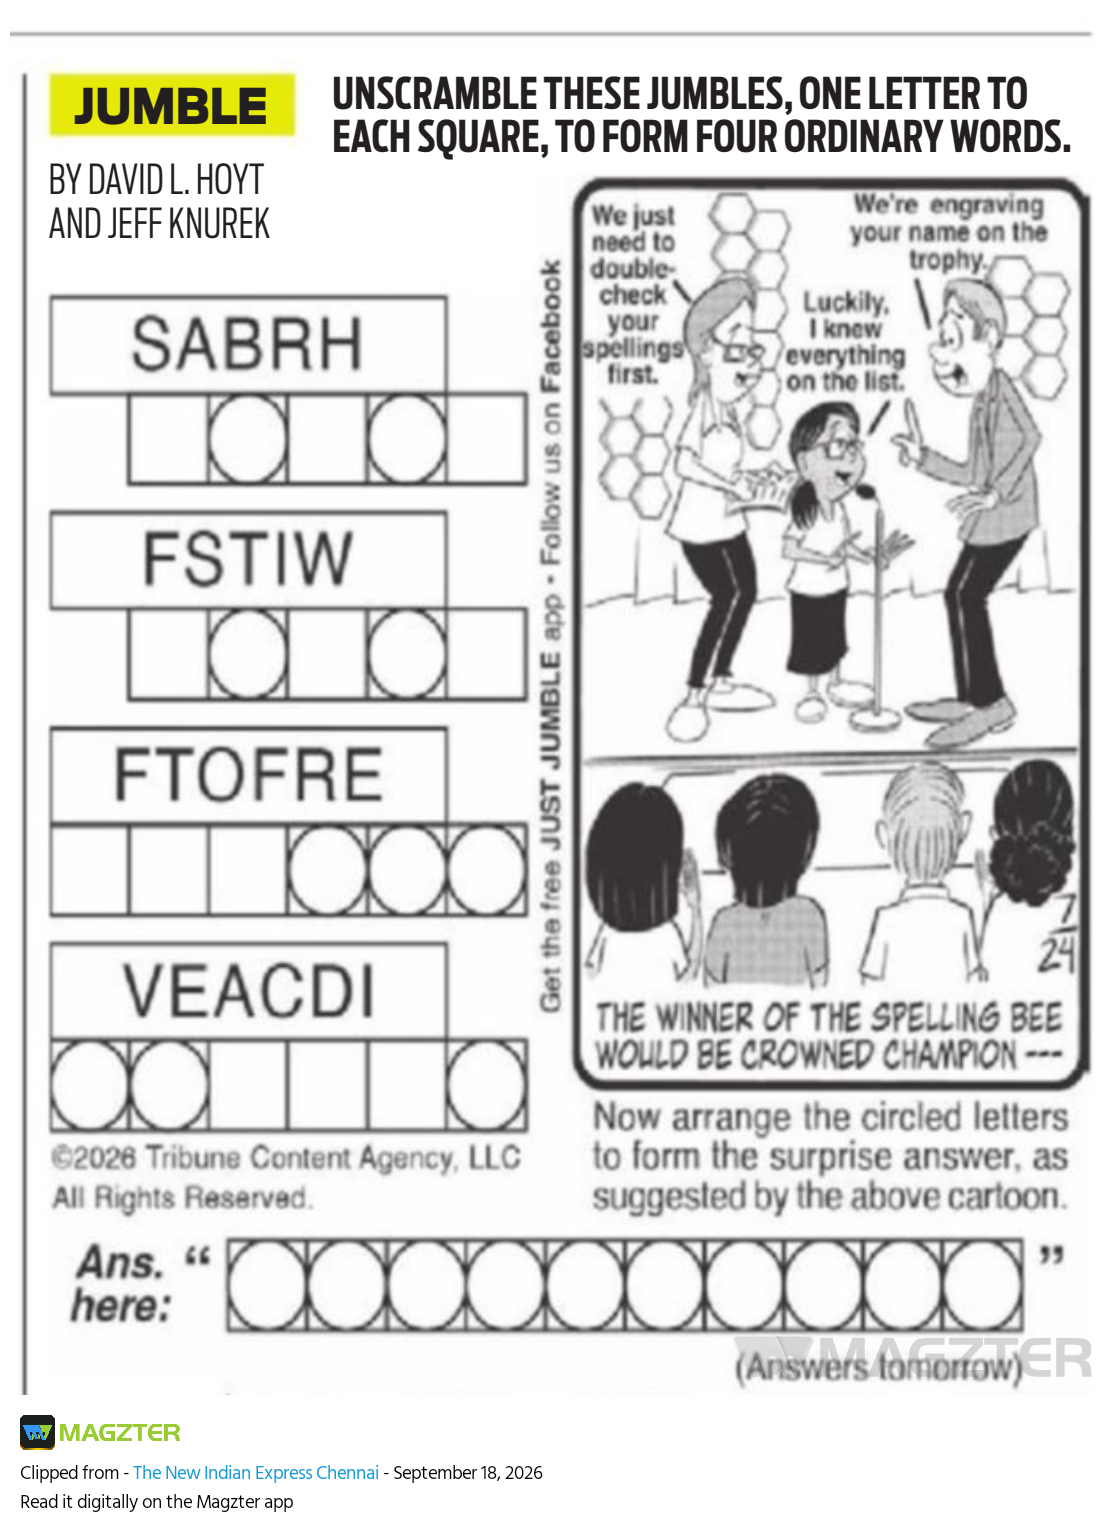 JUMBLE
BY DAVID L. HOYT
AND JEFF KNUREK
UNSCRAMBLE THESE JUMBLES, ONE LETTER TO
EACH SQUARE, TO FORM FOUR ORDINARY WORDS.
SABRH
FSTIW
FTOFRE
VEACDI
©2026 Tribune Content Agency, LLC
All Rights Reserved.
Get the free JUST JUMBLE app • Follow us on Facebook
We just
need to
double-
check
your
spellings
first.
Luckily,
I knew
everything
on the list.
We're engraving
your name on the
trophy.
7
24
THE WINNER OF THE SPELLING BEE
WOULD BE CROWNED CHAMPION ---
Now arrange the circled letters
to form the surprise answer, as
suggested by the above cartoon.
Ans. “ ”
here:
MAGZTER
(Answers tomorrow)
MAGZTER
Clipped from - The New Indian Express Chennai - September 18, 2026
Read it digitally on the Magzter app